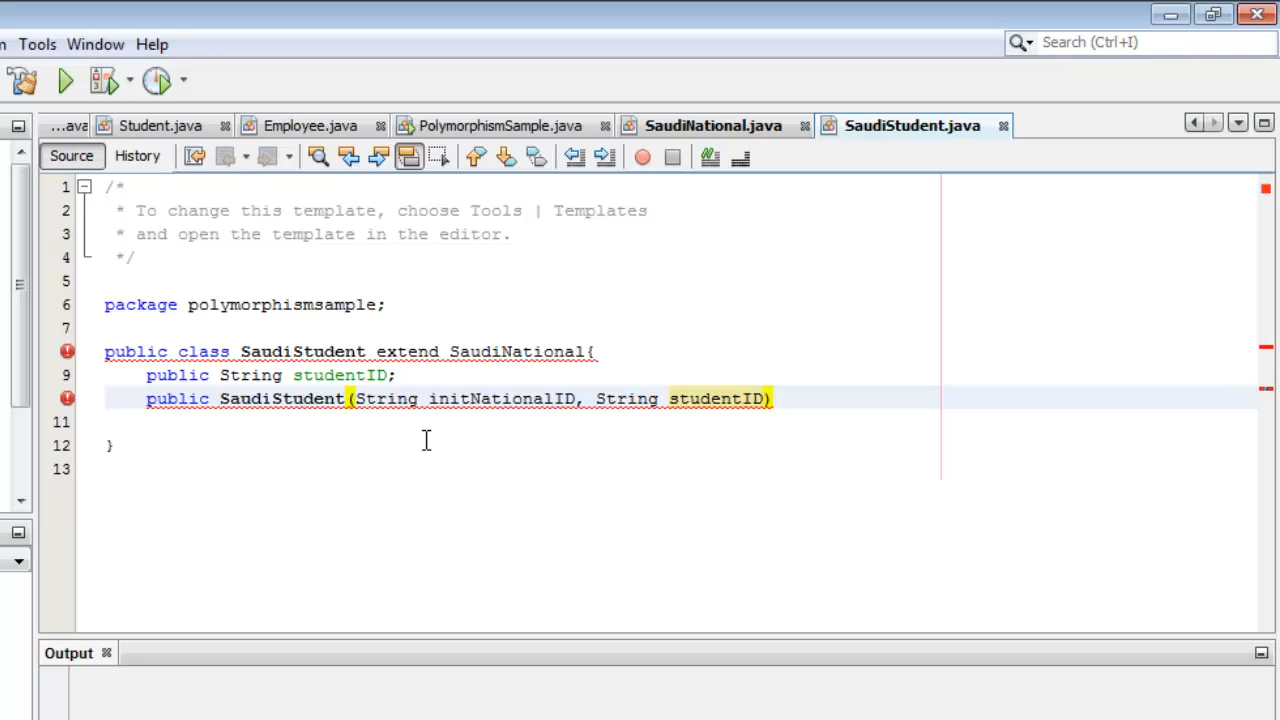 n Tools Window Help
Search (Ctrl+I)
...ava Student.java Employee.java PolymorphismSample.java SaudiNational.java SaudiStudent.java
Source History
1 /*
2 * To change this template, choose Tools | Templates
3 * and open the template in the editor.
4 */
5
6 package polymorphismsample;
7
public class SaudiStudent extend SaudiNational{
9 public String studentID;
public SaudiStudent(String initNationalID, String studentID)
11
12 }
13
Output